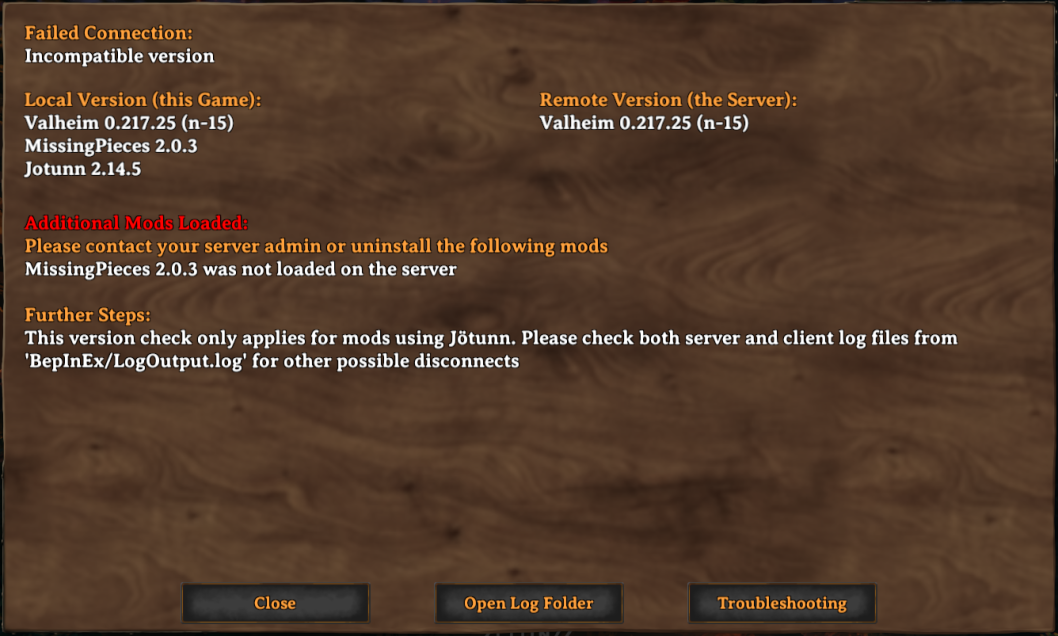 Failed Connection:
Incompatible version
Local Version (this Game):
Valheim 0.217.25 (n-15)
MissingPieces 2.0.3
Jotunn 2.14.5
Remote Version (the Server):
Valheim 0.217.25 (n-15)
Additional Mods Loaded:
Please contact your server admin or uninstall the following mods
MissingPieces 2.0.3 was not loaded on the server
Further Steps:
This version check only applies for mods using Jötunn. Please check both server and client log files from
'BepInEx/LogOutput.log' for other possible disconnects
Close
Open Log Folder
Troubleshooting